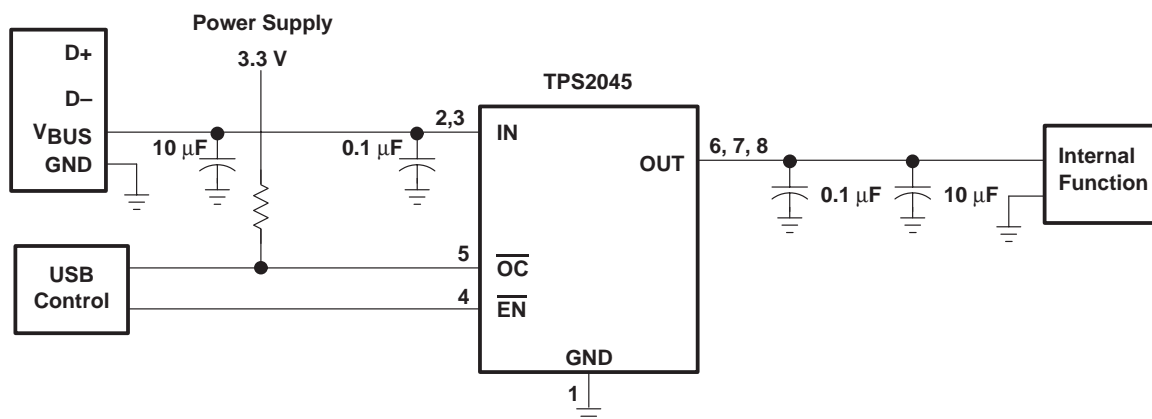 Power Supply
3.3 V
D+
D–
VBUS
GND
10 μF
0.1 μF
2,3
TPS2045
IN
OUT
6, 7, 8
0.1 μF
10 μF
Internal
Function
USB
Control
5
OC
4
EN
GND
1